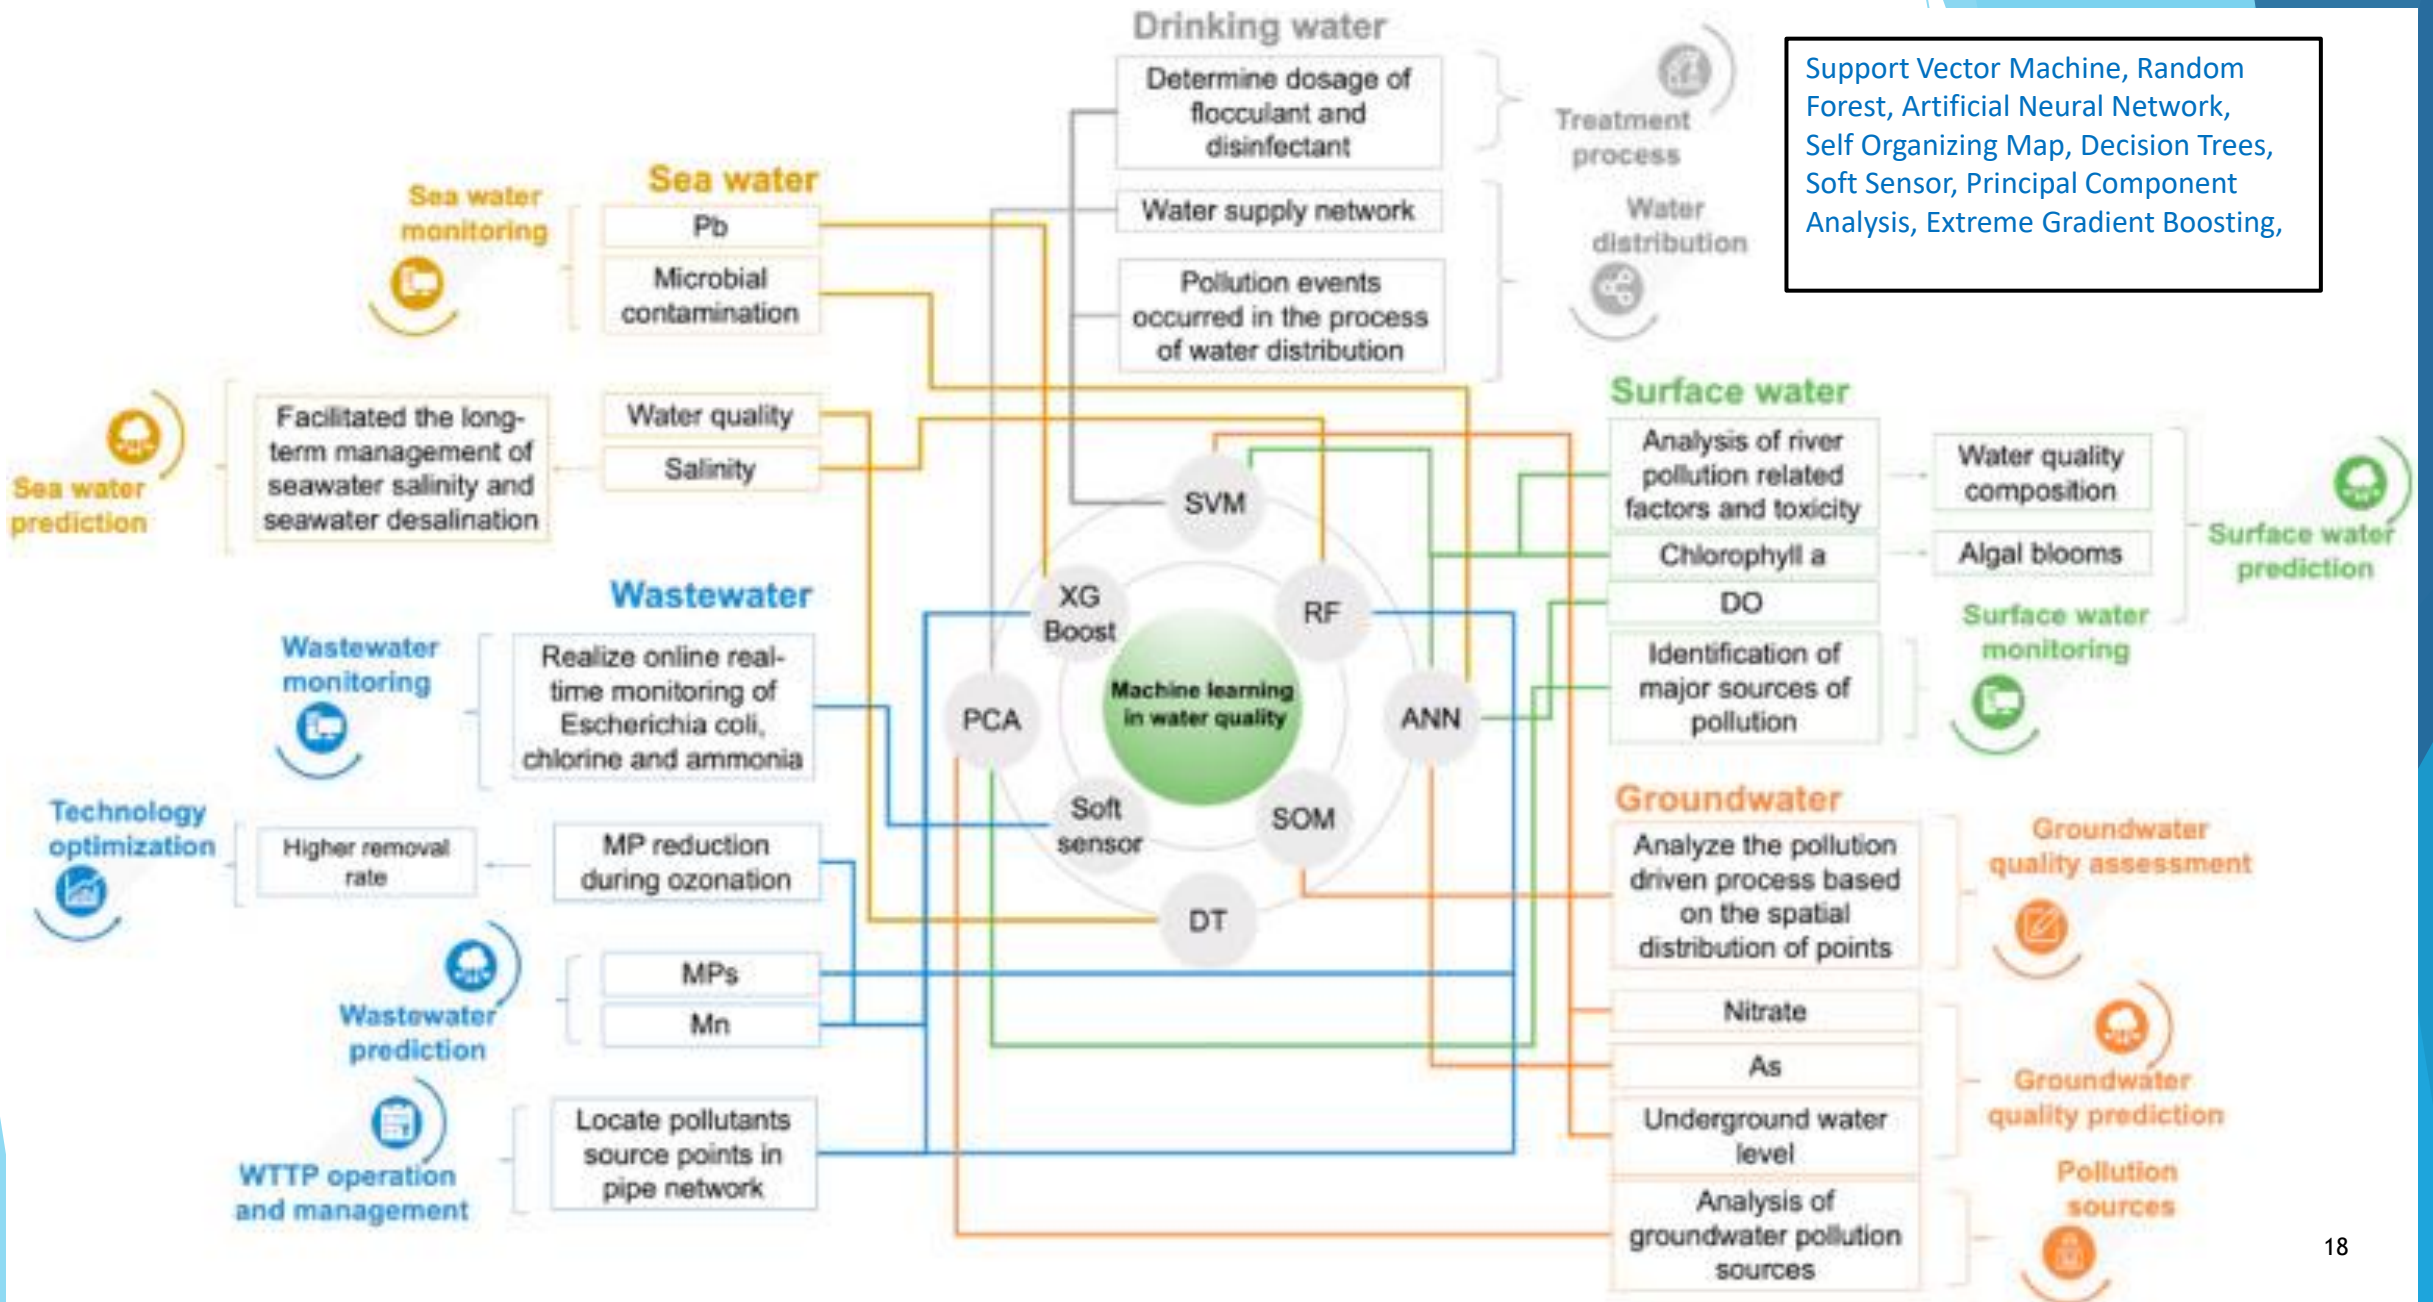 Drinking water
Determine dosage of
flocculant and
disinfectant
Treatment
process
Water supply network
Water
distribution
Pollution events
occurred in the process
of water distribution
Support Vector Machine, Random
Forest, Artificial Neural Network,
Self Organizing Map, Decision Trees,
Soft Sensor, Principal Component
Analysis, Extreme Gradient Boosting,
Sea water
Sea water
monitoring
Pb
Microbial
contamination
Water quality
Salinity
Facilitated the long-
term management of
seawater salinity and
seawater desalination
Sea water
prediction
Surface water
Analysis of river
pollution related
factors and toxicity
Water quality
composition
Chlorophyll a
Algal blooms
Surface water
prediction
DO
Surface water
monitoring
Identification of
major sources of
pollution
SVM
XG
Boost
RF
Machine learning
in water quality
PCA
ANN
Soft
sensor
SOM
DT
Wastewater
Wastewater
monitoring
Realize online real-
time monitoring of
Escherichia coli,
chlorine and ammonia
Technology
optimization
Higher removal
rate
MP reduction
during ozonation
MPs
Mn
Wastewater
prediction
Locate pollutants
source points in
pipe network
WTTP operation
and management
Groundwater
Analyze the pollution
driven process based
on the spatial
distribution of points
Groundwater
quality assessment
Nitrate
As
Underground water
level
Groundwater
quality prediction
Analysis of
groundwater pollution
sources
Pollution
sources
18